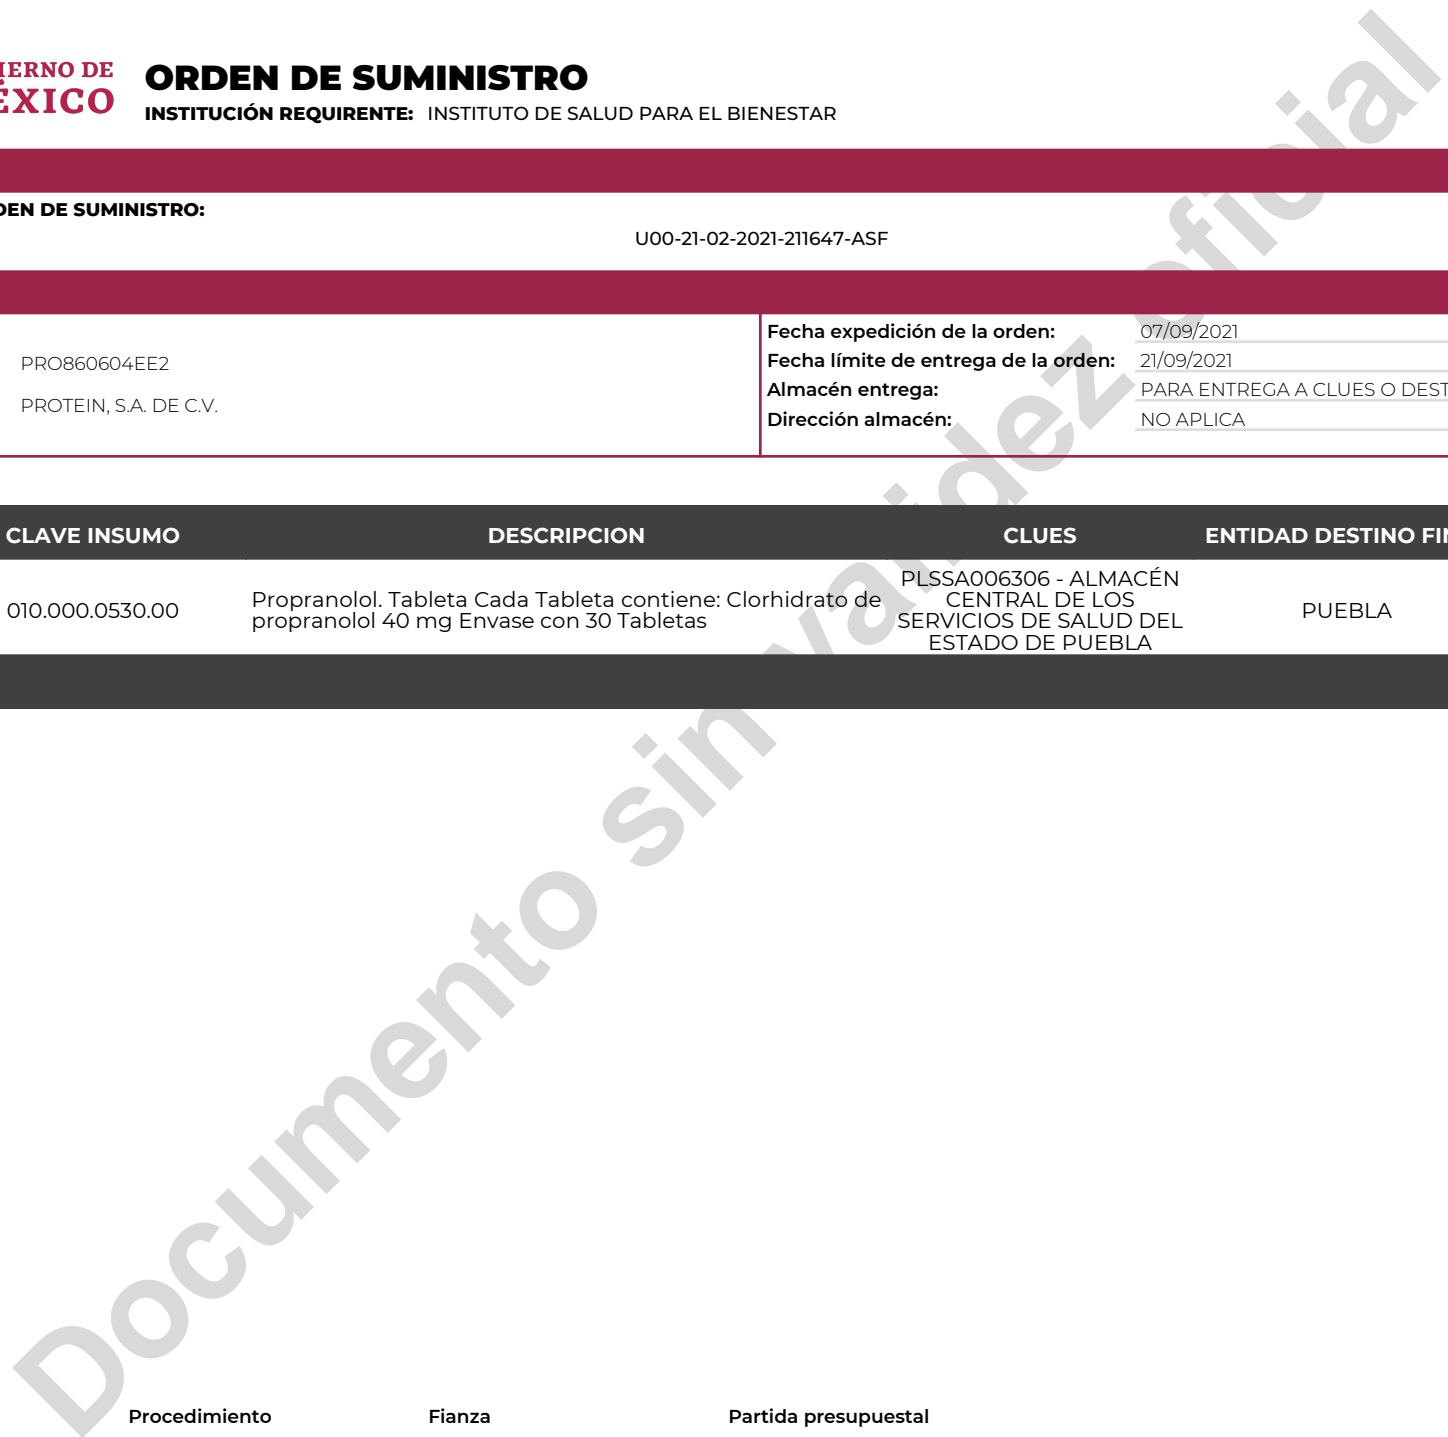 IERNO DE
ÉXICO
ORDEN DE SUMINISTRO
INSTITUCIÓN REQUIRENTE: INSTITUTO DE SALUD PARA EL BIENESTAR
DEN DE SUMINISTRO:
U00-21-02-2021-211647-ASF
PRO860604EE2
PROTEIN, S.A. DE C.V.
Fecha expedición de la orden: 07/09/2021
Fecha límite de entrega de la orden: 21/09/2021
Almacén entrega: PARA ENTREGA A CLUES O DEST
Dirección almacén: NO APLICA
CLAVE INSUMO DESCRIPCION CLUES ENTIDAD DESTINO FIN
010.000.0530.00
Propranolol. Tableta Cada Tableta contiene: Clorhidrato de
propranolol 40 mg Envase con 30 Tabletas
PLSSA006306 - ALMACÉN
CENTRAL DE LOS
SERVICIOS DE SALUD DEL
ESTADO DE PUEBLA
PUEBLA
Documento sin validez oficial
Procedimiento Fianza Partida presupuestal